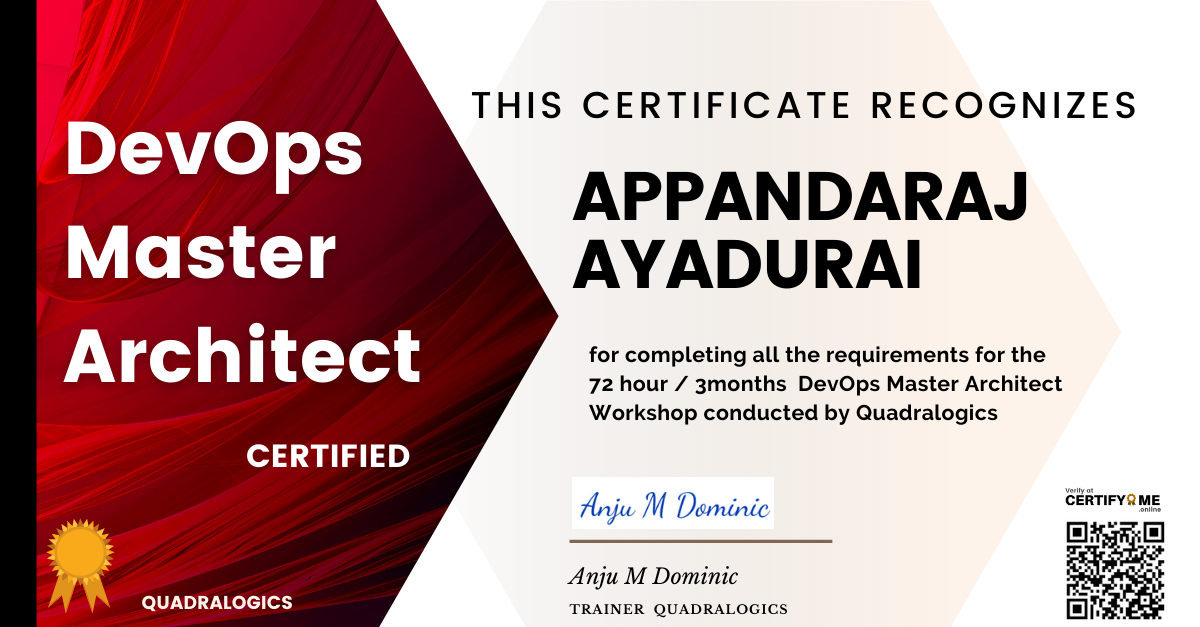 DevOps
Master
Architect
CERTIFIED
QUADRALOGICS
THIS CERTIFICATE RECOGNIZES
APPANDARAJ
AYADURAI
for completing all the requirements for the
72 hour / 3months DevOps Master Architect
Workshop conducted by Quadralogics
Anju M Dominic
Anju M Dominic
TRAINER QUADRALOGICS
Verify at
CERTIFYME
.online